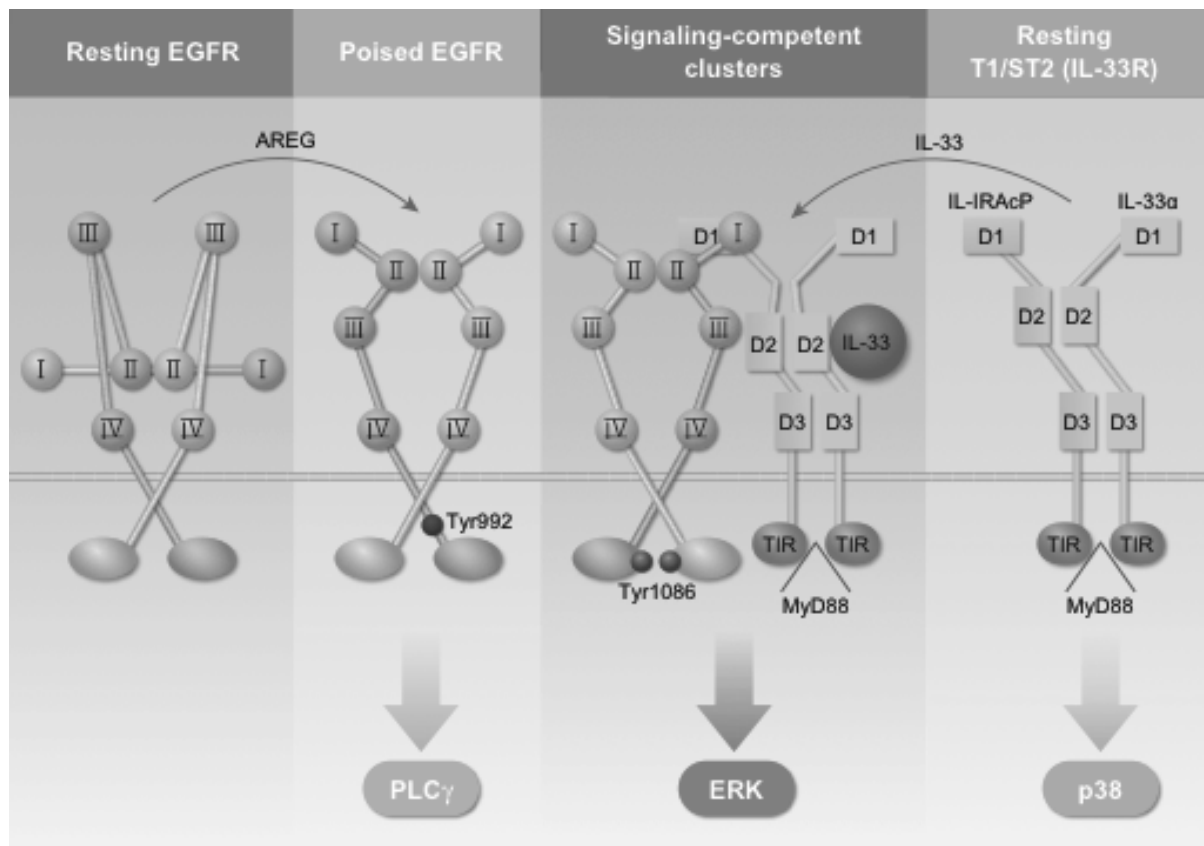 Resting EGFR
Poised EGFR
Signaling-competent
clusters
Resting
T1/ST2 (IL-33R)
AREG
IL-33
IL-IRAcP
IL-33α
III
III
I
I
D1
I
D1
D1
D1
II
II
I
II
II
III
III
III
III
D2
D2
IL-33
D2
D2
I
II
II
I
IV
IV
IV
IV
IV
IV
D3
D3
D3
D3
Tyr992
TIR
TIR
TIR
TIR
Tyr1086
MyD88
MyD88
PLCγ
ERK
p38